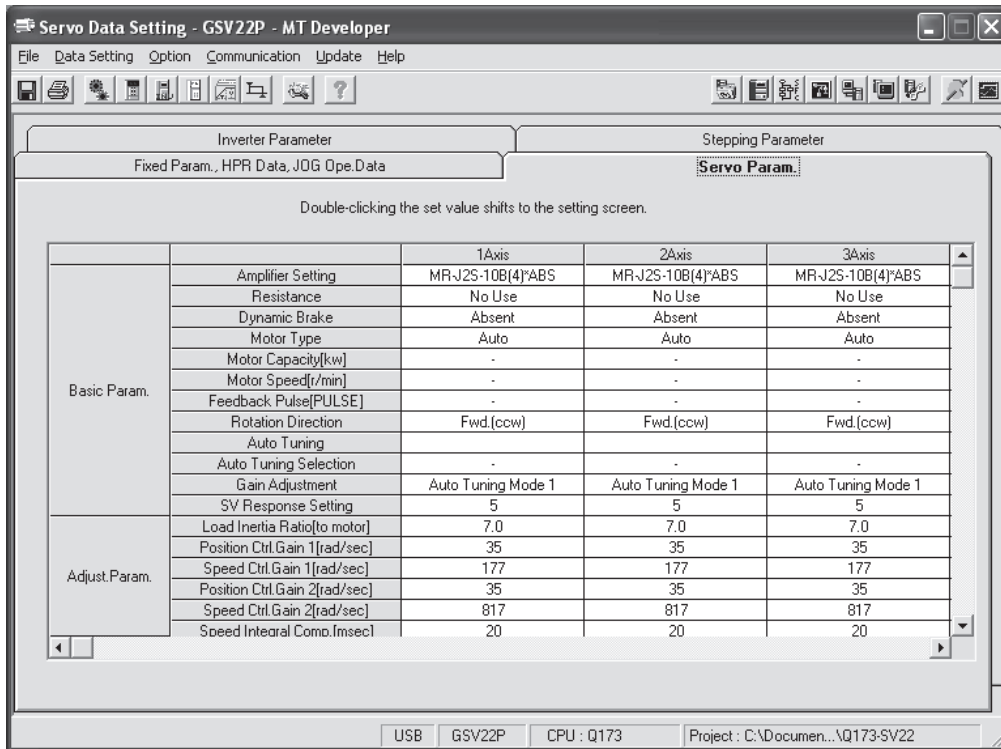 Servo Data Setting - GSV22P - MT Developer
File Data Setting Option Communication Update Help
Inverter Parameter Stepping Parameter
Fixed Param., HPR Data, JOG Ope.Data Servo Param.
Double-clicking the set value shifts to the setting screen.
1Axis 2Axis 3Axis
Basic Param.
Amplifier Setting MR-J2S-10B(4)*ABS MR-J2S-10B(4)*ABS MR-J2S-10B(4)*ABS
Resistance No Use No Use No Use
Dynamic Brake Absent Absent Absent
Motor Type Auto Auto Auto
Motor Capacity[kw] - - -
Motor Speed[r/min] - - -
Feedback Pulse[PULSE] - - -
Rotation Direction Fwd.(ccw) Fwd.(ccw) Fwd.(ccw)
Auto Tuning
Auto Tuning Selection - - -
Gain Adjustment Auto Tuning Mode 1 Auto Tuning Mode 1 Auto Tuning Mode 1
SV Response Setting 5 5 5
Adjust.Param.
Load Inertia Ratio[to motor] 7.0 7.0 7.0
Position Ctrl.Gain 1[rad/sec] 35 35 35
Speed Ctrl.Gain 1[rad/sec] 177 177 177
Position Ctrl.Gain 2[rad/sec] 35 35 35
Speed Ctrl.Gain 2[rad/sec] 817 817 817
Speed Integral Comp.[msec] 20 20 20
USB GSV22P CPU : Q173 Project : C:\Documen...\Q173-SV22